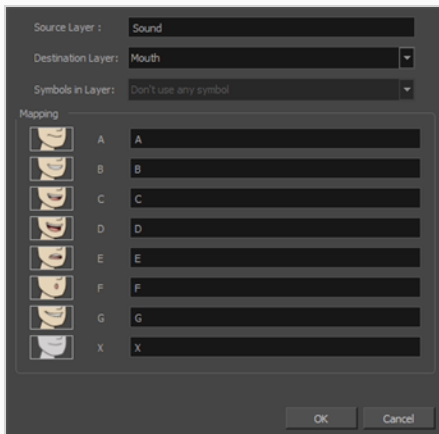 Source Layer : Sound
Destination Layer: Mouth
Symbols in Layer: Don't use any symbol
Mapping
A A
B B
C C
D D
E E
F F
G G
X X
OK Cancel